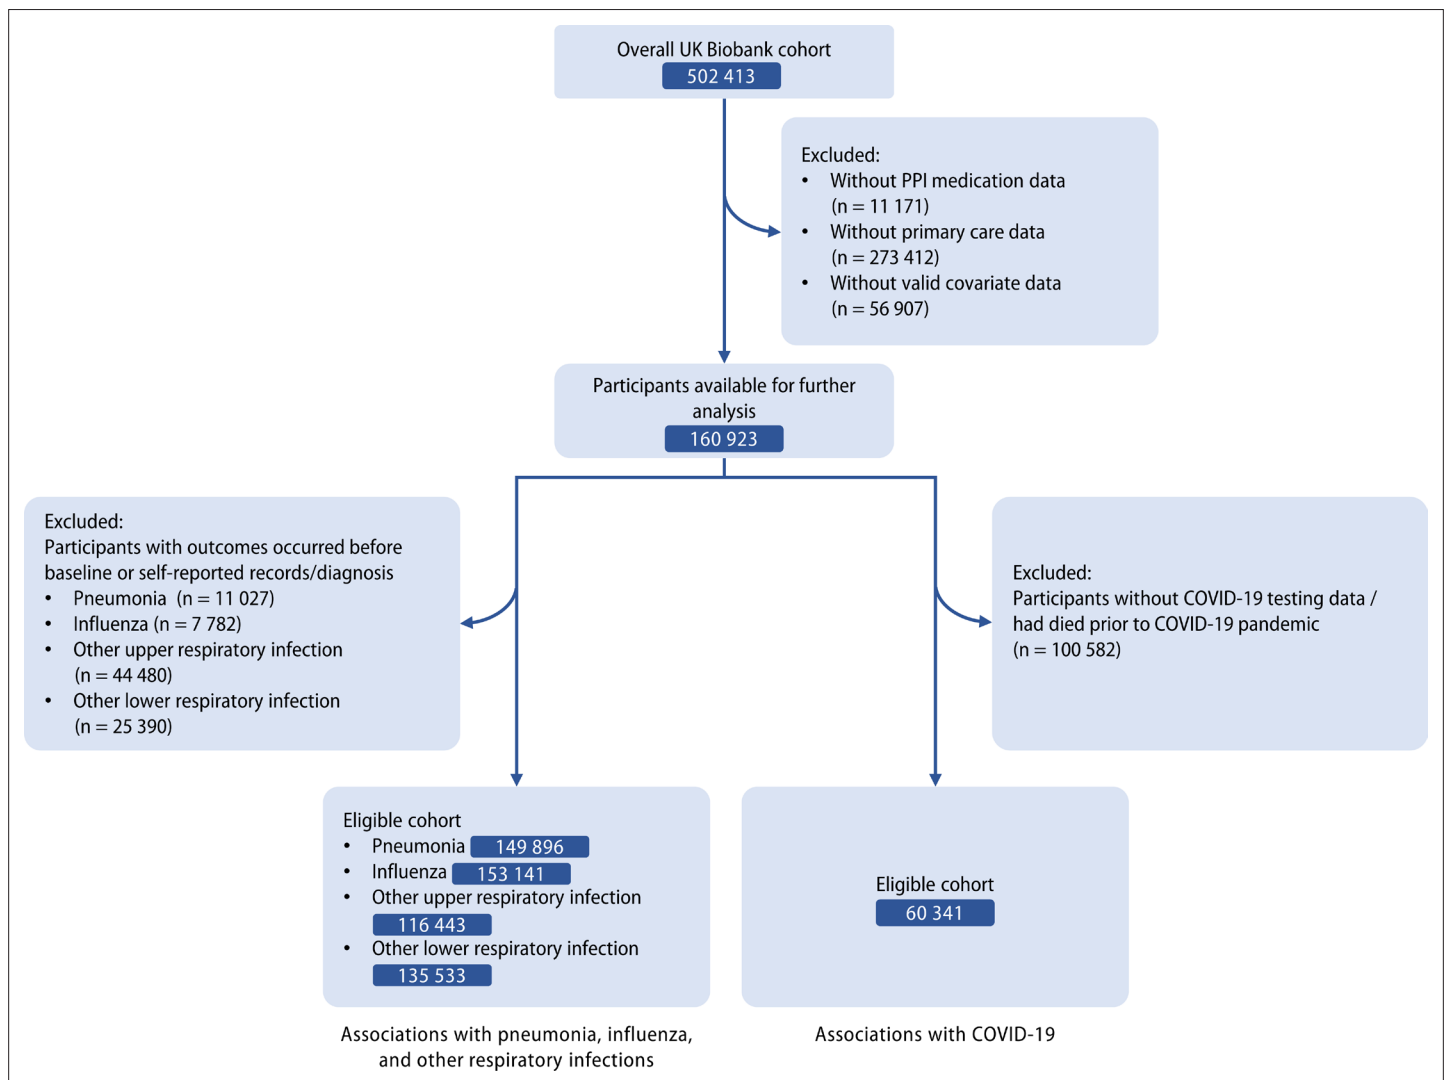 Overall UK Biobank cohort
502 413
Excluded:
• Without PPI medication data
(n = 11 171)
• Without primary care data
(n = 273 412)
• Without valid covariate data
(n = 56 907)
Participants available for further
analysis
160 923
Excluded:
Participants with outcomes occurred before
baseline or self-reported records/diagnosis
• Pneumonia (n = 11 027)
• Influenza (n = 7 782)
• Other upper respiratory infection
(n = 44 480)
• Other lower respiratory infection
(n = 25 390)
Excluded:
Participants without COVID-19 testing data /
had died prior to COVID-19 pandemic
(n = 100 582)
Eligible cohort
• Pneumonia 149 896
• Influenza 153 141
• Other upper respiratory infection
116 443
• Other lower respiratory infection
135 533
Eligible cohort
60 341
Associations with pneumonia, influenza,
and other respiratory infections
Associations with COVID-19